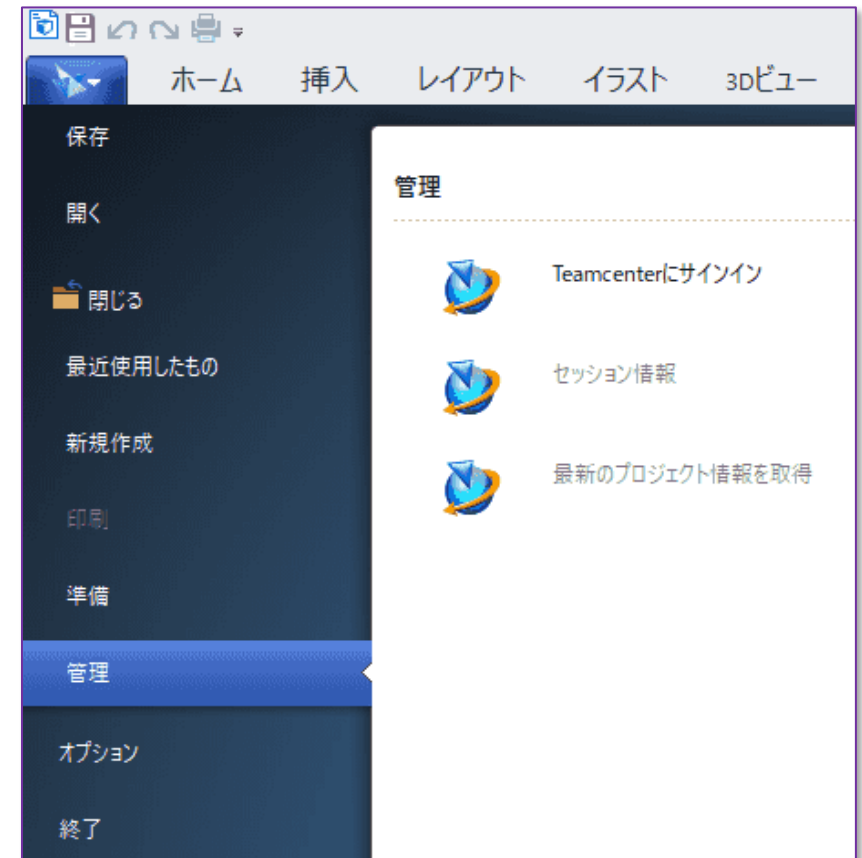 ホーム 挿入 レイアウト イラスト 3Dビュー
保存
開く
閉じる
最近使用したもの
新規作成
印刷
準備
管理
オプション
終了
管理
Teamcenterにサインイン
セッション情報
最新のプロジェクト情報を取得